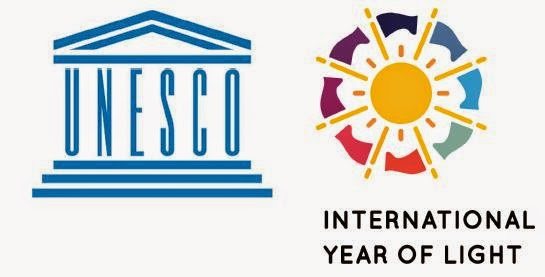 UNESCO
INTERNATIONAL
YEAR OF LIGHT